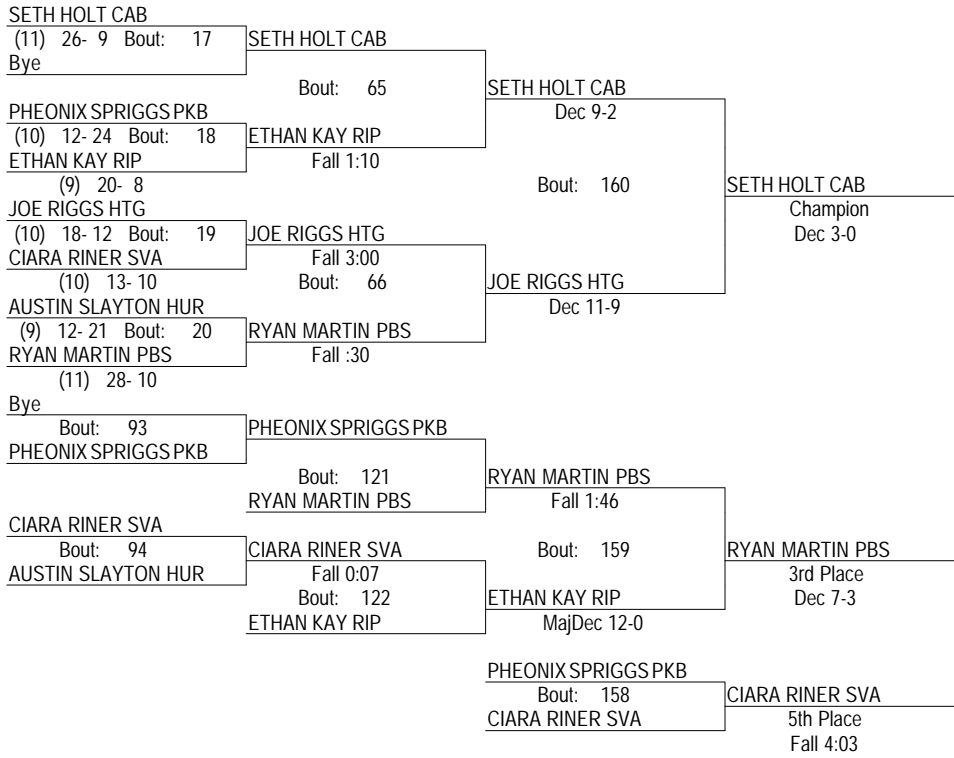 SETH HOLT CAB
(11) 26- 9 Bout: 17 SETH HOLT CAB
Bye
Bout: 65 SETH HOLT CAB
PHEONIX SPRIGGS PKB Dec 9-2
(10) 12- 24 Bout: 18 ETHAN KAY RIP
ETHAN KAY RIP Fall 1:10
(9) 20- 8 Bout: 160 SETH HOLT CAB
JOE RIGGS HTG Champion
(10) 18- 12 Bout: 19 JOE RIGGS HTG Dec 3-0
CIARA RINER SVA Fall 3:00
(10) 13- 10 Bout: 66 JOE RIGGS HTG
AUSTIN SLAYTON HUR Dec 11-9
(9) 12- 21 Bout: 20 RYAN MARTIN PBS
RYAN MARTIN PBS Fall :30
(11) 28- 10
Bye
Bout: 93 PHEONIX SPRIGGS PKB
PHEONIX SPRIGGS PKB
Bout: 121 RYAN MARTIN PBS
RYAN MARTIN PBS Fall 1:46
CIARA RINER SVA
Bout: 94 CIARA RINER SVA Bout: 159 RYAN MARTIN PBS
AUSTIN SLAYTON HUR Fall 0:07 3rd Place
Bout: 122 ETHAN KAY RIP Dec 7-3
ETHAN KAY RIP MajDec 12-0
PHEONIX SPRIGGS PKB
Bout: 158 CIARA RINER SVA
CIARA RINER SVA 5th Place
Fall 4:03